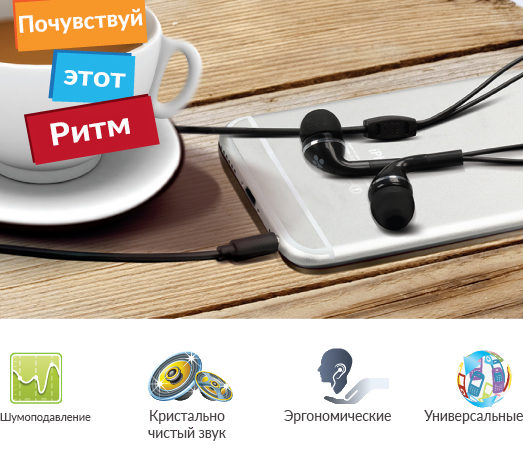 Почувствуй
этот
Ритм
Шумоподавление
Кристально
чистый звук
Эргономические
Универсальные